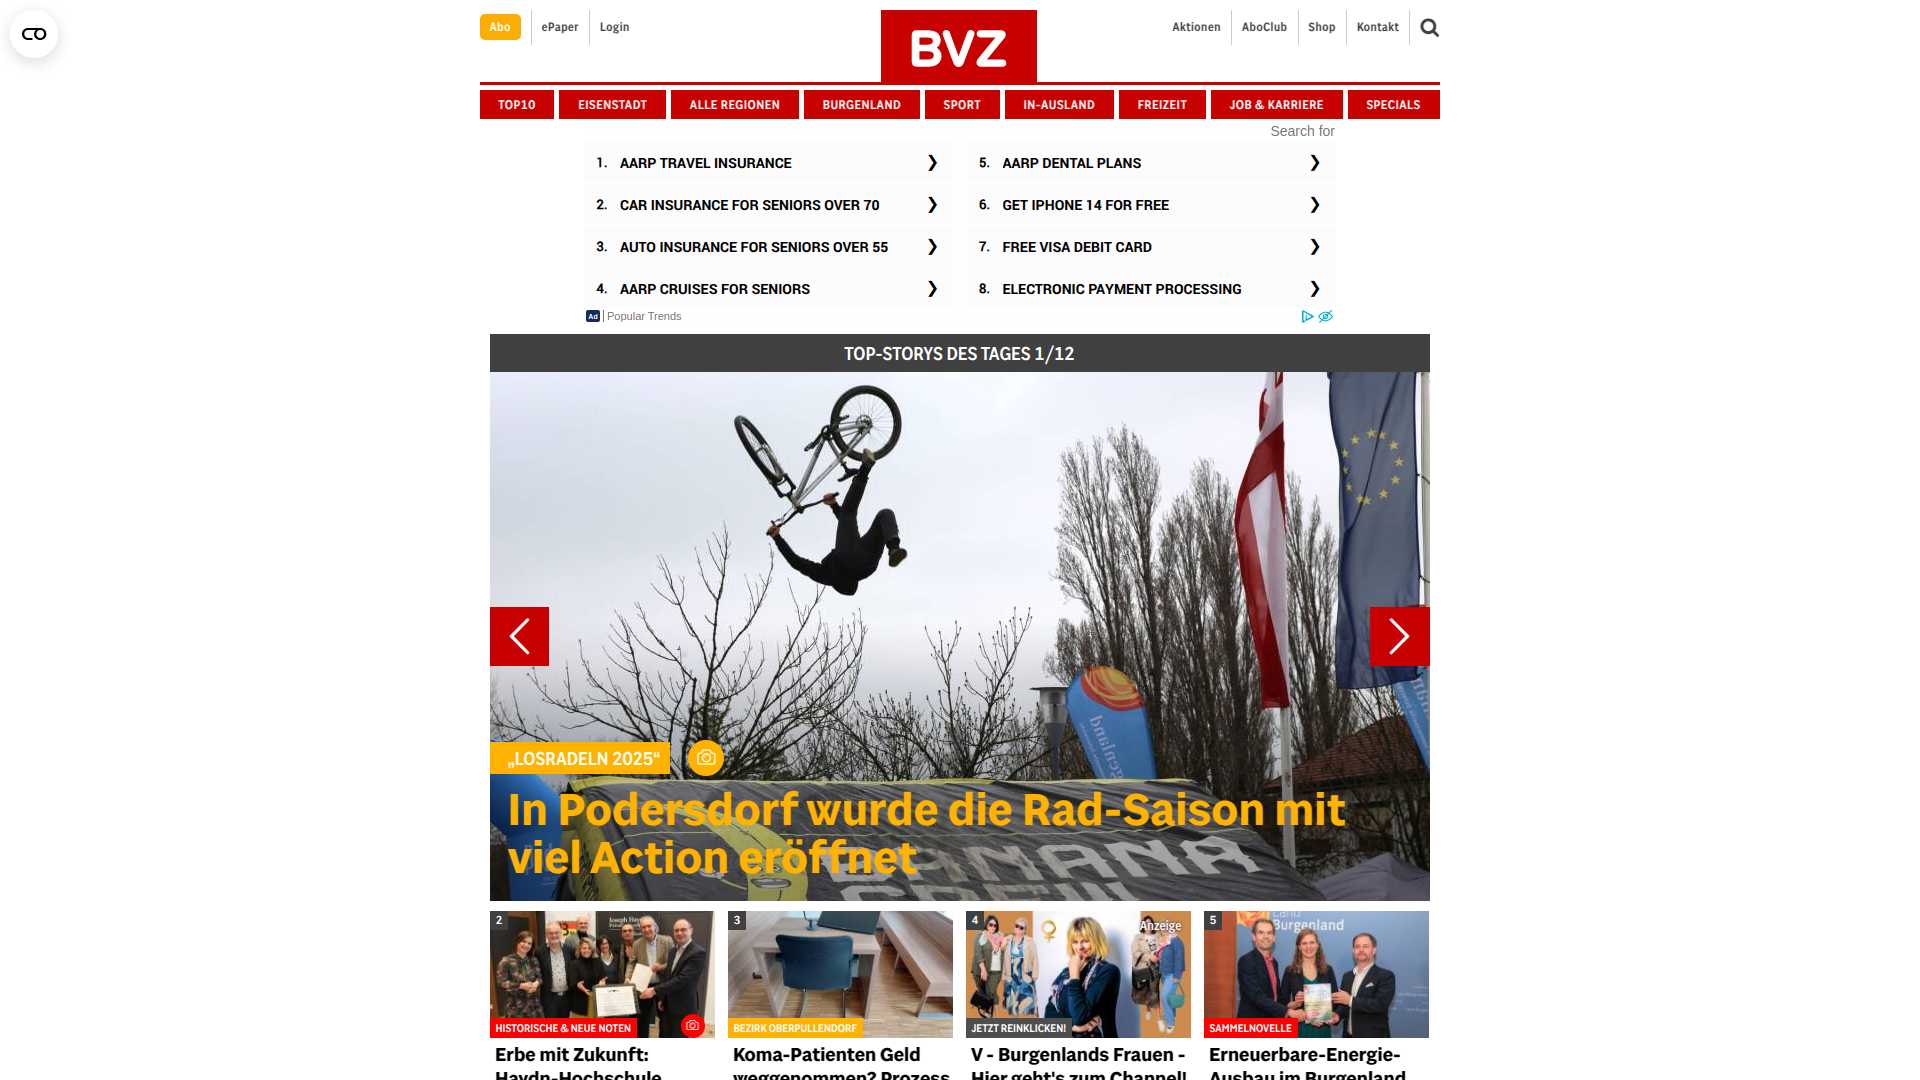 Abo
ePaper
Login
BVZ
Aktionen
AboClub
Shop
Kontakt
TOP10
EISENSTADT
ALLE REGIONEN
BURGENLAND
SPORT
IN-AUSLAND
FREIZEIT
JOB & KARRIERE
SPECIALS
Search for
1. AARP TRAVEL INSURANCE
2. CAR INSURANCE FOR SENIORS OVER 70
3. AUTO INSURANCE FOR SENIORS OVER 55
4. AARP CRUISES FOR SENIORS
5. AARP DENTAL PLANS
6. GET IPHONE 14 FOR FREE
7. FREE VISA DEBIT CARD
8. ELECTRONIC PAYMENT PROCESSING
Ad
Popular Trends
TOP-STORYS DES TAGES 1/12
„LOSRADELN 2025“
In Podersdorf wurde die Rad-Saison mit
viel Action eröffnet
BANANA
2
HISTORISCHE & NEUE NOTEN
Erbe mit Zukunft:
Haydn-Hochschule
3
BEZIRK OBERPULLENDORF
Koma-Patienten Geld
weggenommen? Prozess
4
Anzeige
JETZT REINKLICKEN!
V - Burgenlands Frauen -
Hier geht's zum Channel!
5
Land
Burgenland
SAMMELNOVELLE
Erneuerbare-Energie-
Ausbau im Burgenland